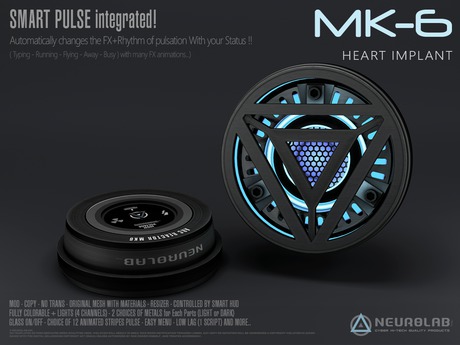 SMART PULSE integrated!
Automatically changes the FX+Rhythm of pulsation With your Status !!
( Typing - Running - Flying - Away - Busy ) with many FX animations..)
MK-6
HEART IMPLANT
ARC REACTOR MK6
NEUROLAB
MOD - COPY - NO TRANS - ORIGINAL MESH WITH MATERIALS - RESIZER - CONTROLLED BY SMART HUD
FULLY COLORABLE + LIGHTS (4 CHANNELS) - 2 CHOICES OF METALS for Each Parts (LIGHT or DARK)
GLASS ON/OFF - CHOICE OF 12 ANIMATED STRIPES PULSE - EASY MENU - LOW LAG (1 SCRIPT) AND MORE..
NEUROLAB
CYBER HITECH QUALITY PRODUCTS